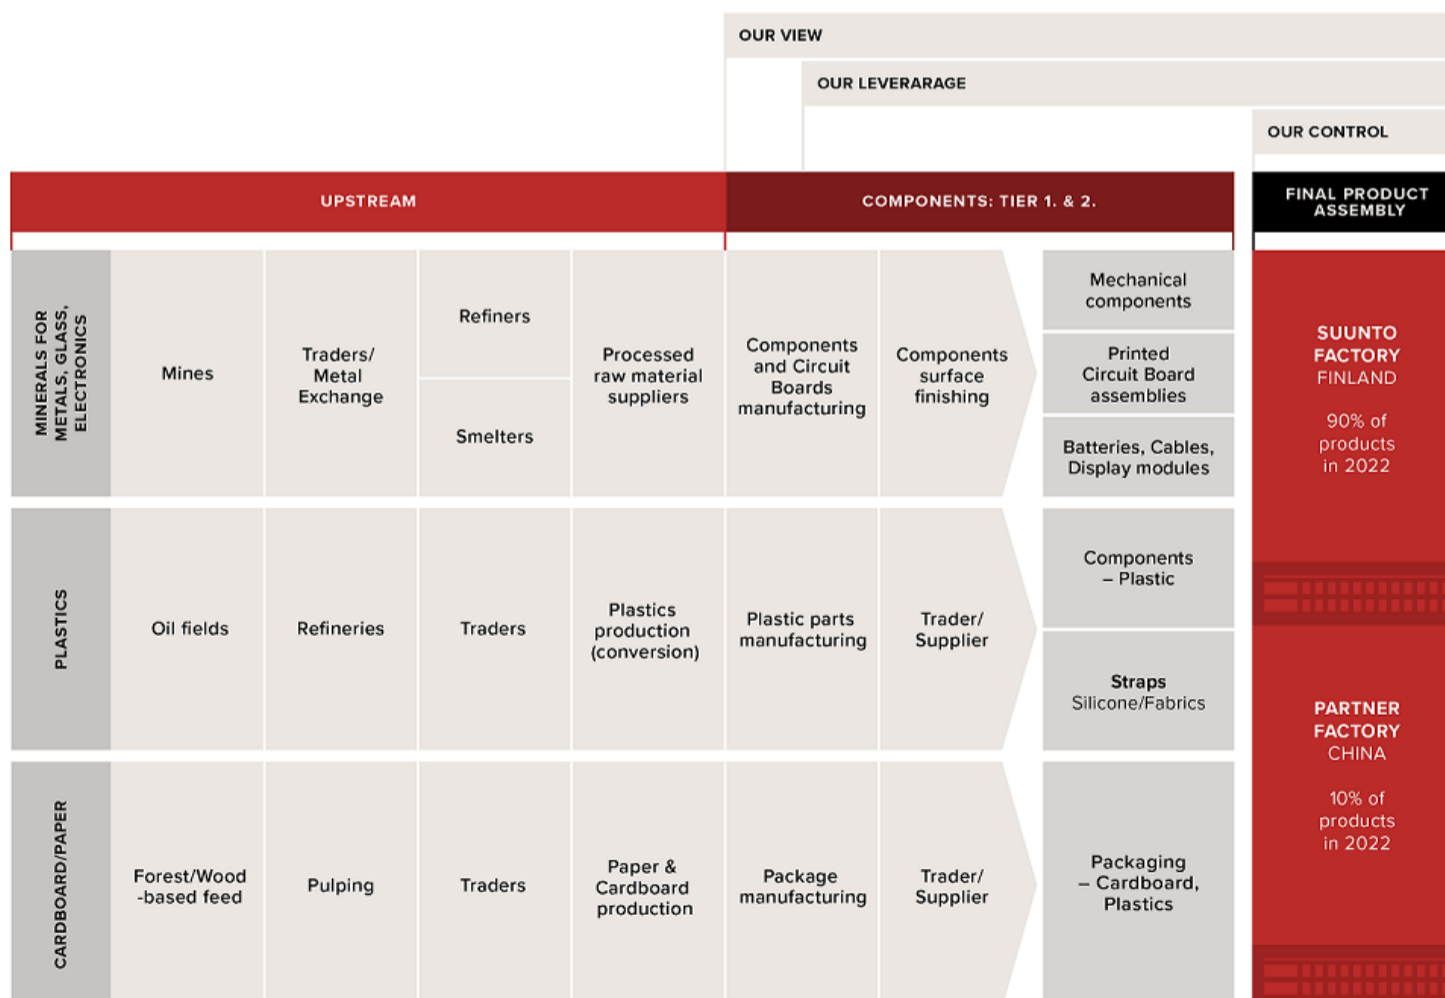 OUR VIEW
OUR LEVERARAGE
OUR CONTROL
UPSTREAM
COMPONENTS: TIER 1. & 2.
FINAL PRODUCT
ASSEMBLY
MINERALS FOR
METALS, GLASS,
ELECTRONICS
Mines
Traders/
Metal
Exchange
Refiners
Smelters
Processed
raw material
suppliers
Components
and Circuit
Boards
manufacturing
Components
surface
finishing
Mechanical
components
Printed
Circuit Board
assemblies
Batteries, Cables,
Display modules
SUUNTO
FACTORY
FINLAND
90% of
products
in 2022
PLASTICS
Oil fields
Refineries
Traders
Plastics
production
(conversion)
Plastic parts
manufacturing
Trader/
Supplier
Components
– Plastic
Straps
Silicone/Fabrics
PARTNER
FACTORY
CHINA
10% of
products
in 2022
CARDBOARD/PAPER
Forest/Wood
-based feed
Pulping
Traders
Paper &
Cardboard
production
Package
manufacturing
Trader/
Supplier
Packaging
– Cardboard,
Plastics